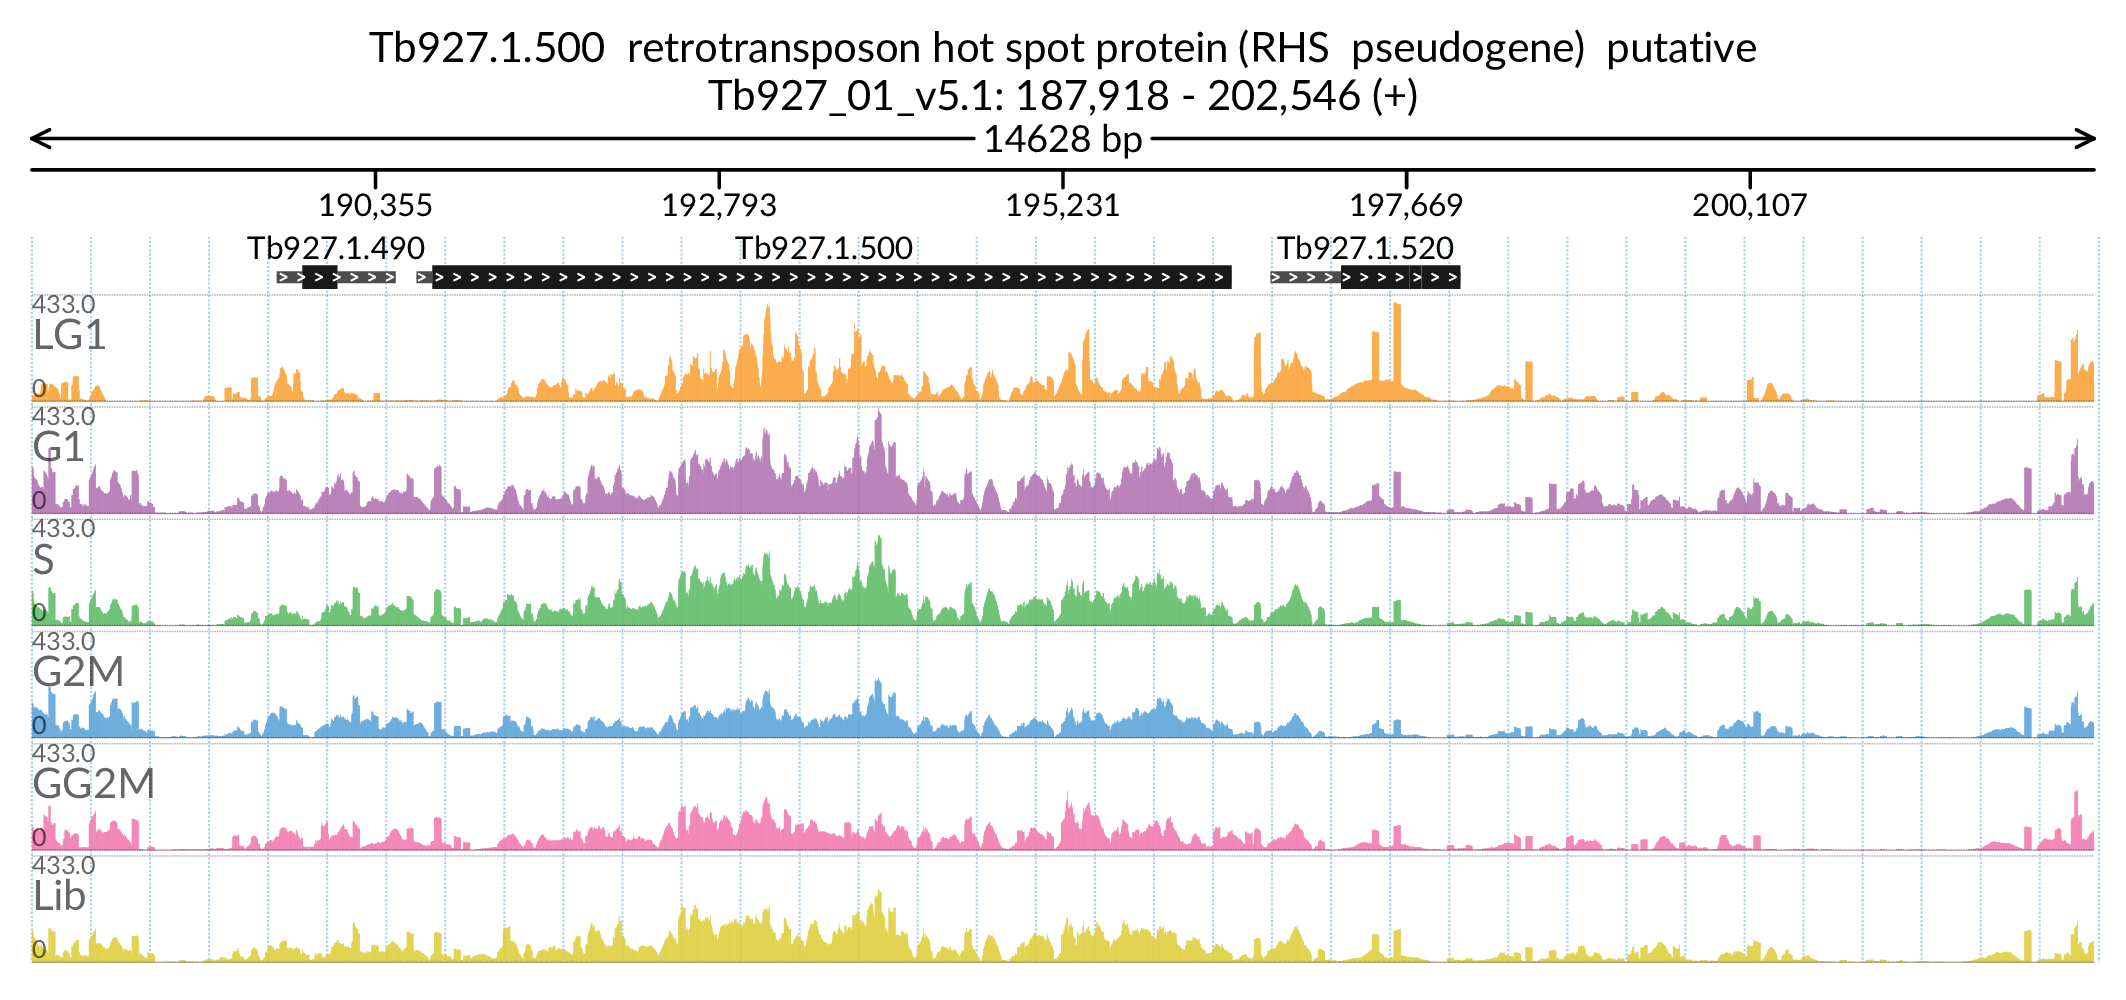 Tb927.1.500 retrotransposon hot spot protein (RHS pseudogene) putative
Tb927_01_v5.1: 187,918 - 202,546 (+)
14628 bp
190,355 192,793 195,231 197,669 200,107
Tb927.1.490 Tb927.1.500 Tb927.1.520
433.0
LG1
0
433.0
G1
0
433.0
S
0
433.0
G2M
0
433.0
GG2M
0
433.0
Lib
0